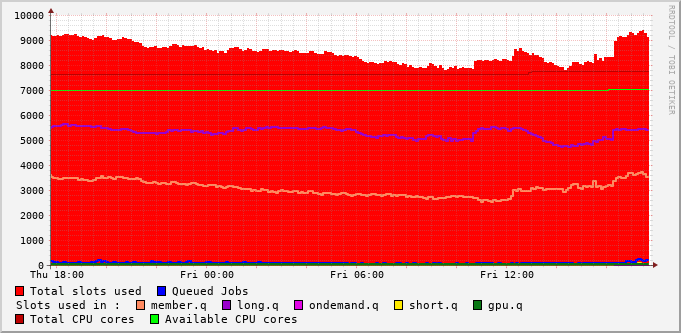 10000
9000
8000
7000
6000
5000
4000
3000
2000
1000
0
Thu 18:00 Fri 00:00 Fri 06:00 Fri 12:00
RRDTOOL / TOBI OETIKER
Total slots used Queued Jobs
Slots used in : member.q long.q ondemand.q short.q gpu.q
Total CPU cores Available CPU cores